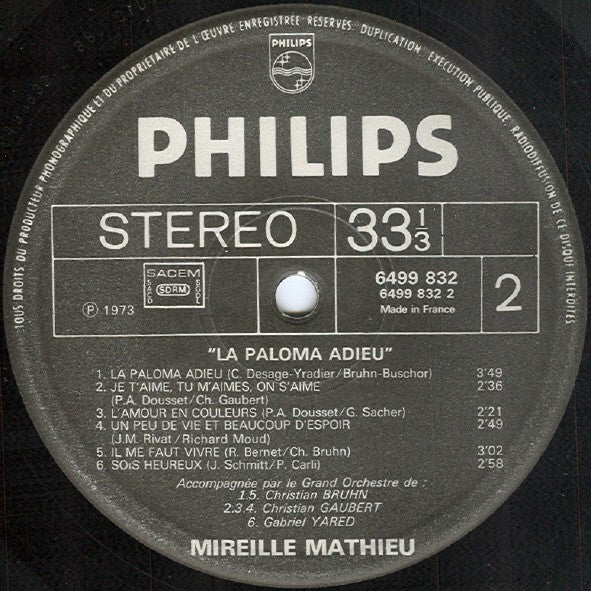 TOUS DROITS DU PRODUCTEUR PHONOGRAPHIQUE ET DU PROPRIETAIRE DE L'ŒUVRE ENREGISTREE RESERVES. DUPLICATION, EXECUTION PUBLIQUE, RADIODIFFUSION DE CE DISQUE INTERDITES
PHILIPS
PHILIPS
STEREO 33 1/3
SACEM
SACD SDRM SGDL
Ⓟ 1973
6499 832
6499 832 2
Made in France
2
"LA PALOMA ADIEU"
1. LA PALOMA ADIEU (C. Desage-Yradier/Bruhn-Buschor) 3'49
2. JE T'AIME, TU M'AIMES, ON S'AIME 2'36
(P.A. Dousset/Ch. Gaubert)
3. L'AMOUR EN COULEURS (P.A. Dousset/G. Sacher) 2'21
4. UN PEU DE VIE ET BEAUCOUP D'ESPOIR 2'49
(J.M. Rivat/Richard Moud)
5. IL ME FAUT VIVRE (R. Bernet/Ch. Bruhn) 3'02
6. SOIS HEUREUX (J. Schmitt/P. Carli) 2'58
Accompagnée par le Grand Orchestre de :
1.5. Christian BRUHN
2.3.4. Christian GAUBERT
6. Gabriel YARED
MIREILLE MATHIEU